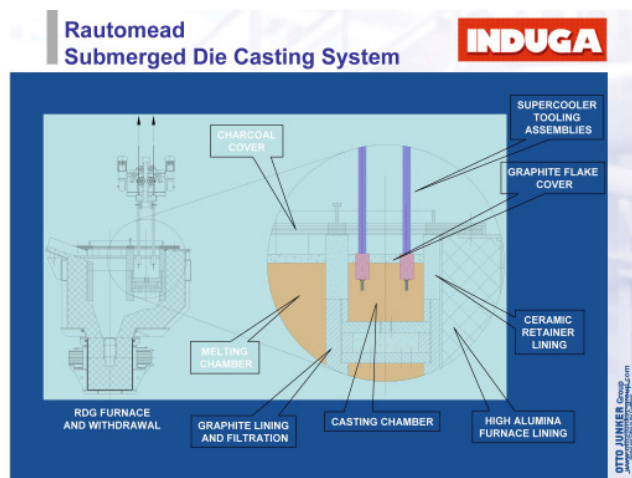 Rautomead
Submerged Die Casting System
INDUGA
SUPERCOOLER
TOOLING
ASSEMBLIES
CHARCOAL
COVER
GRAPHITE FLAKE
COVER
CERAMIC
RETAINER
LINING
MELTING
CHAMBER
RDG FURNACE
AND WITHDRAWAL
GRAPHITE LINING
AND FILTRATION
CASTING CHAMBER
HIGH ALUMINA
FURNACE LINING
OTTO JUNKER Group